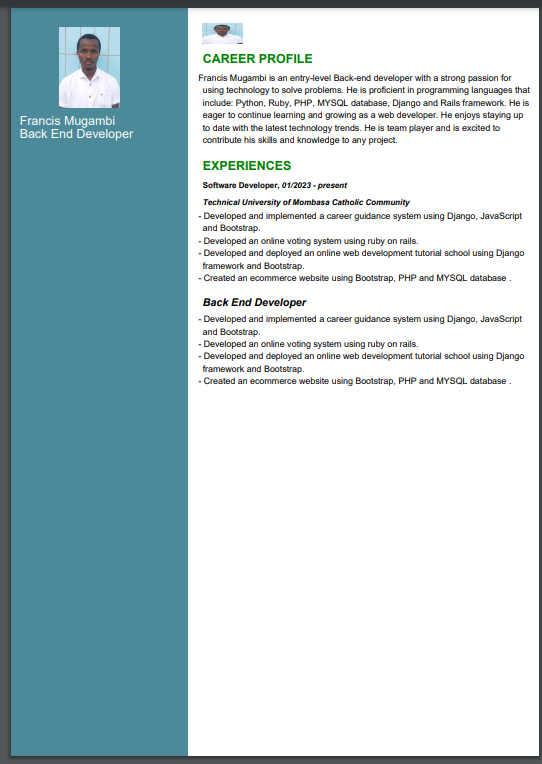 Francis Mugambi
Back End Developer
CAREER PROFILE
Francis Mugambi is an entry-level Back-end developer with a strong passion for
using technology to solve problems. He is proficient in programming languages that
include: Python, Ruby, PHP, MYSQL database, Django and Rails framework. He is
eager to continue learning and growing as a web developer. He enjoys staying up
to date with the latest technology trends. He is team player and is excited to
contribute his skills and knowledge to any project.
EXPERIENCES
Software Developer, 01/2023 - present
Technical University of Mombasa Catholic Community
- Developed and implemented a career guidance system using Django, JavaScript
and Bootstrap.
- Developed an online voting system using ruby on rails.
- Developed and deployed an online web development tutorial school using Django
framework and Bootstrap.
- Created an ecommerce website using Bootstrap, PHP and MYSQL database .
Back End Developer
- Developed and implemented a career guidance system using Django, JavaScript
and Bootstrap.
- Developed an online voting system using ruby on rails.
- Developed and deployed an online web development tutorial school using Django
framework and Bootstrap.
- Created an ecommerce website using Bootstrap, PHP and MYSQL database .